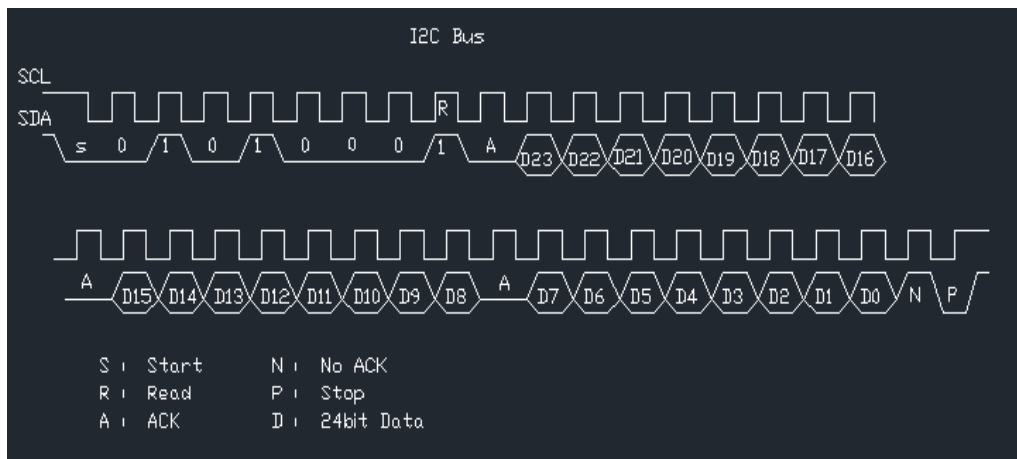 I2C Bus
SCL
R
SDA
s 0 1 0 1 0 0 0 1 A D23 D22 D21 D20 D19 D18 D17 D16
A D15 D14 D13 D12 D11 D10 D9 D8 A D7 D6 D5 D4 D3 D2 D1 D0 N P
S : Start N : No ACK
R : Read P : Stop
A : ACK D : 24bit Data